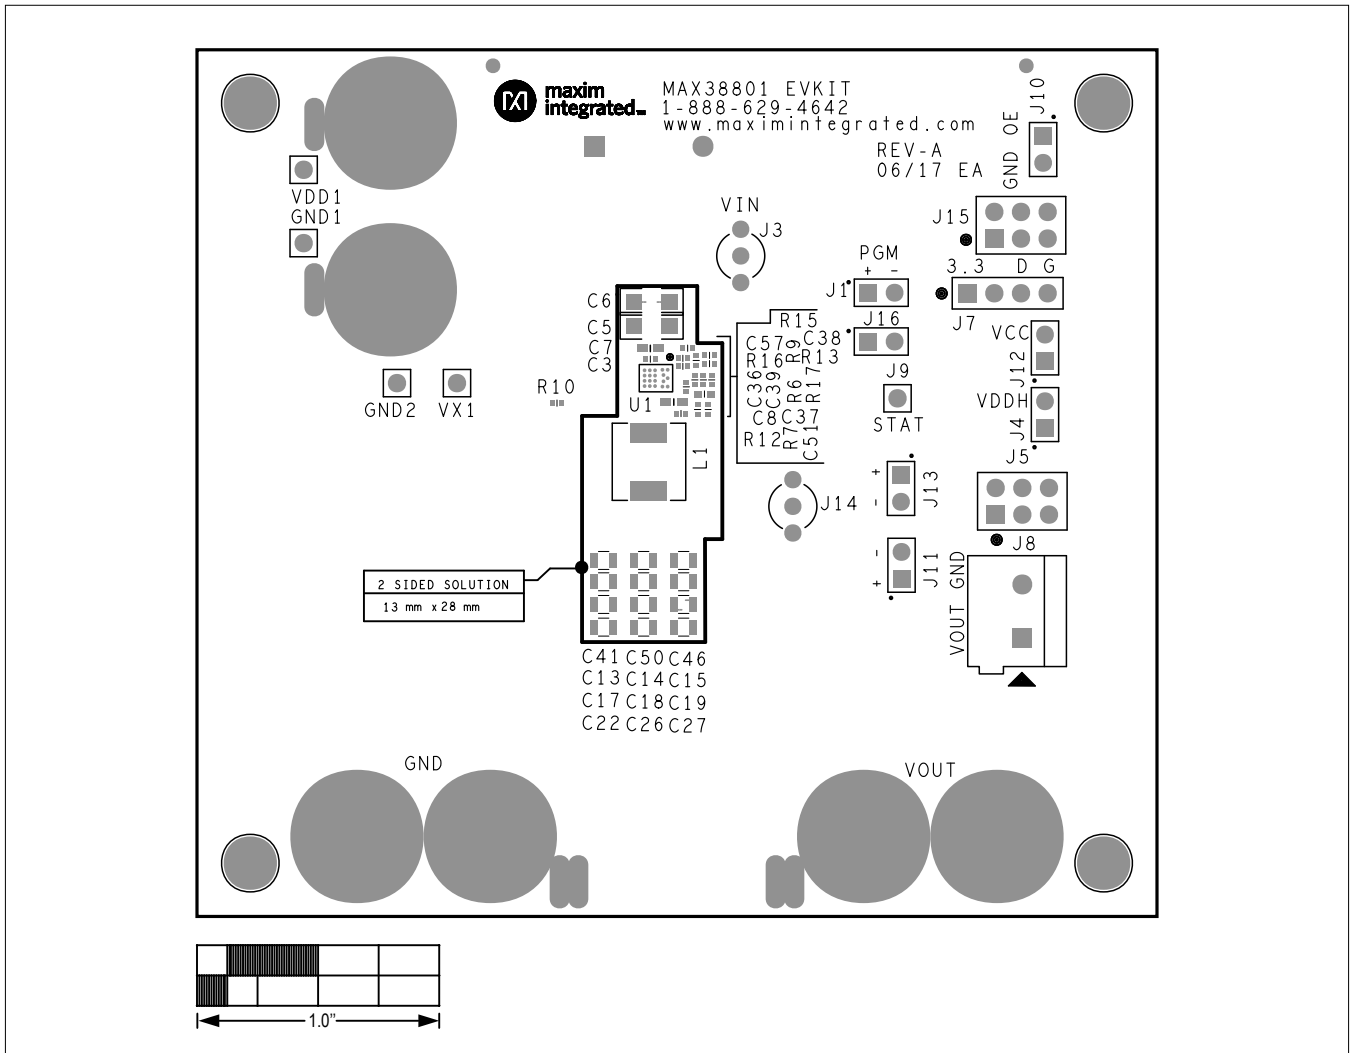 maxim
integrated™
MAX38801 EVKIT
1-888-629-4642
www.maximintegrated.com
REV-A
06/17 EA
J10
GND OE
VDD1
GND1
VIN
J3
J15
PGM
+ -
3.3 D G
J1
J7
J16
C6
C5
C7
C3
R15
C57
R9
C38
R16
R13
C36
C39
R6
R17
C8
C37
R12
R7
C51
VCC
J12
J9
STAT
VDDH
J4
R10
U1
GND2
VX1
L1
J5
+
-
J13
J14
J8
-
+
J11
VOUT GND
2 SIDED SOLUTION
13 mm x 28 mm
C41 C50 C46
C13 C14 C15
C17 C18 C19
C22 C26 C27
GND
VOUT
1.0”